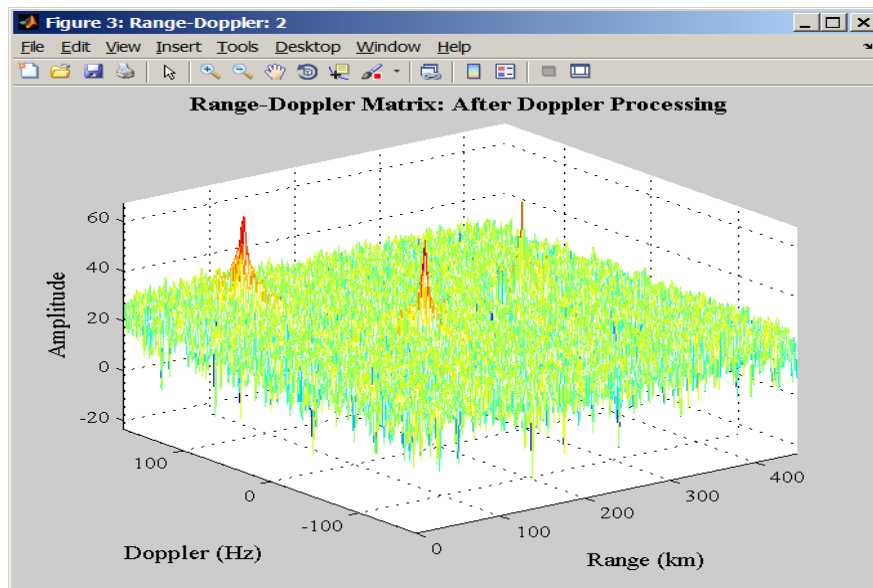 Figure 3: Range-Doppler: 2
File Edit View Insert Tools Desktop Window Help
Range-Doppler Matrix: After Doppler Processing
60
40
20
0
-20
Amplitude
100
0
-100
Doppler (Hz)
0
100
200
300
400
Range (km)